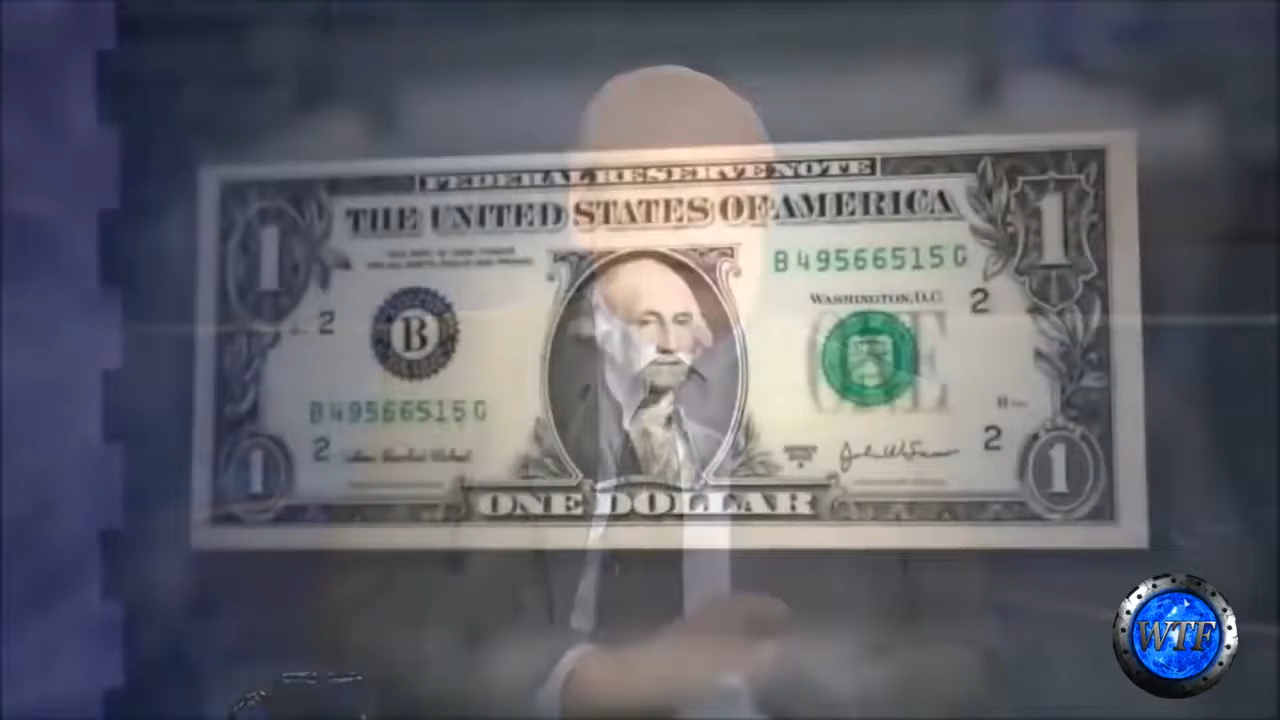 FEDERAL RESERVE NOTE
THE UNITED STATES OF AMERICA
1
1
B 49566515 G
WASHINGTON, D.C.
2
2
B
ONE
B 49566515 G
2
2
1
1
ONE DOLLAR
WTF